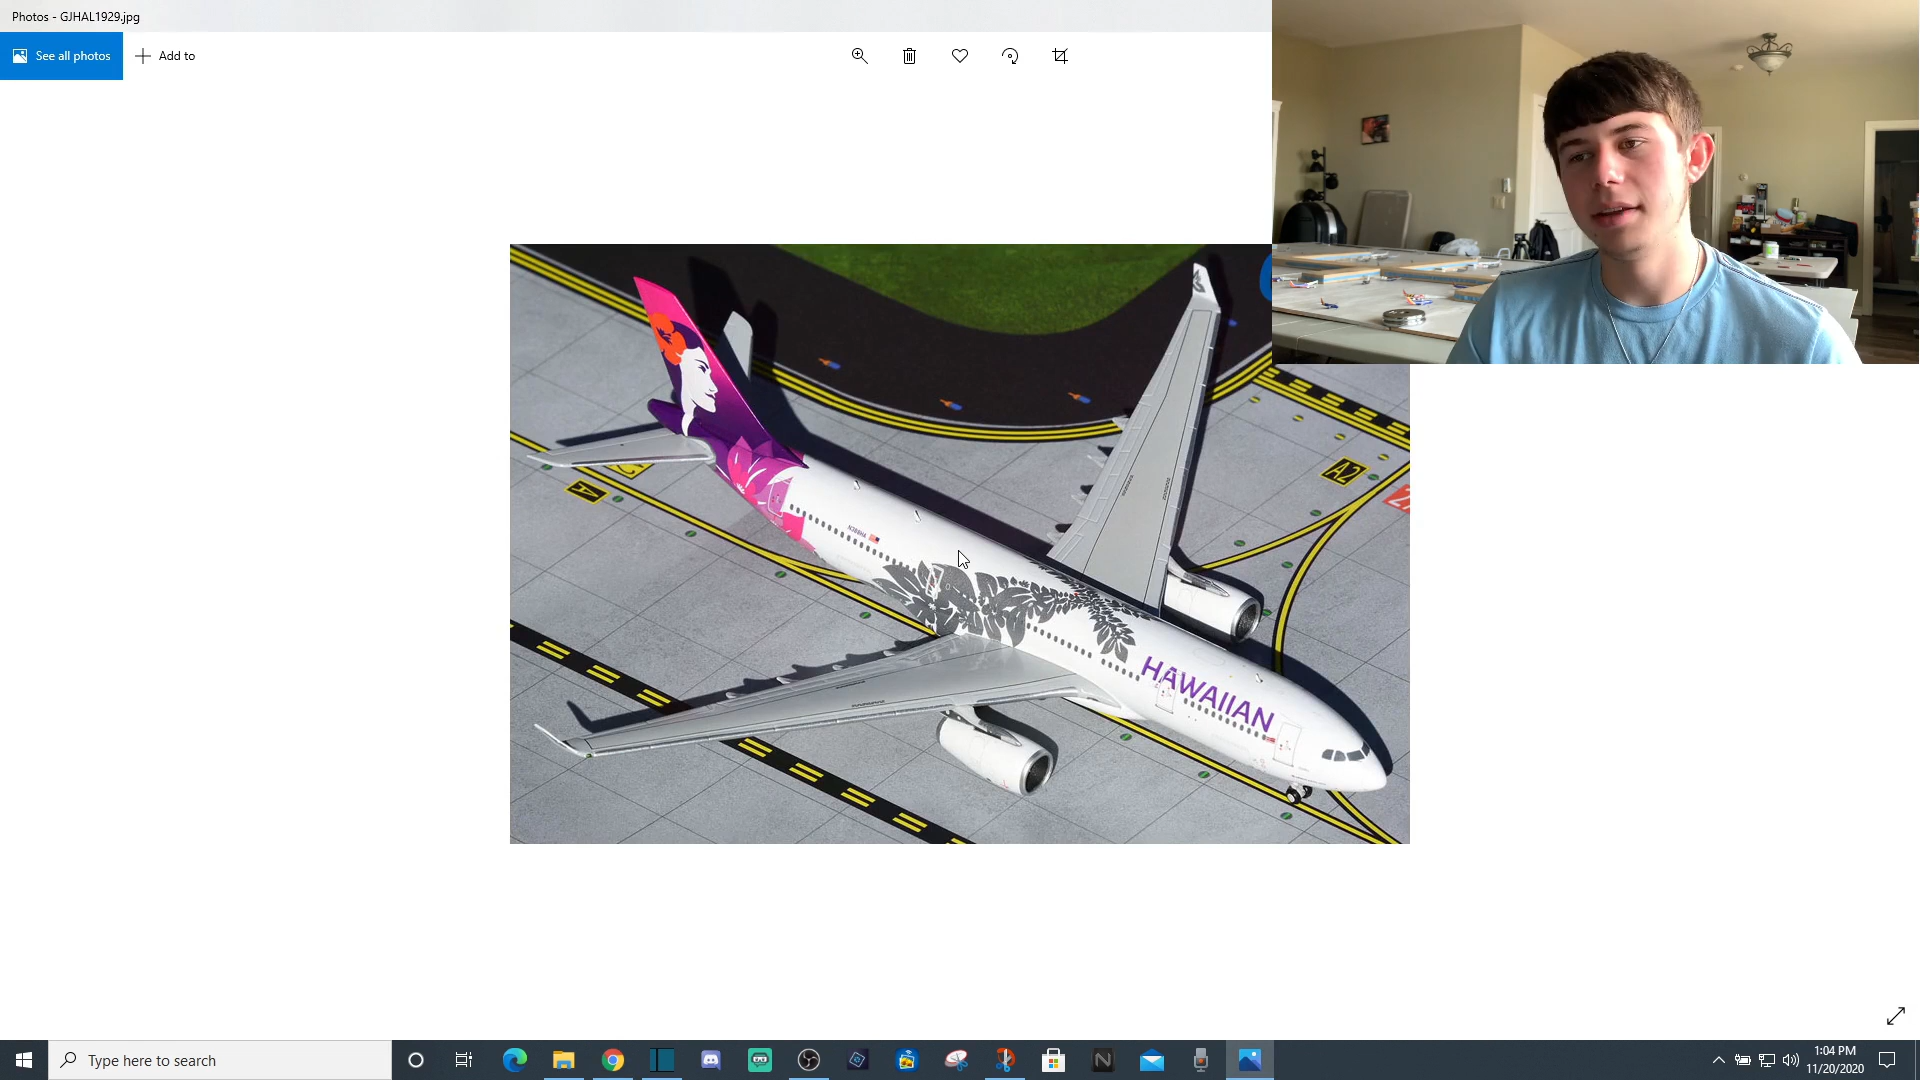 Photos - GJHAL1929.jpg
See all photos
Add to
A2
A
N388HA
HAWAIIAN
Type here to search
1:04 PM
11/20/2020